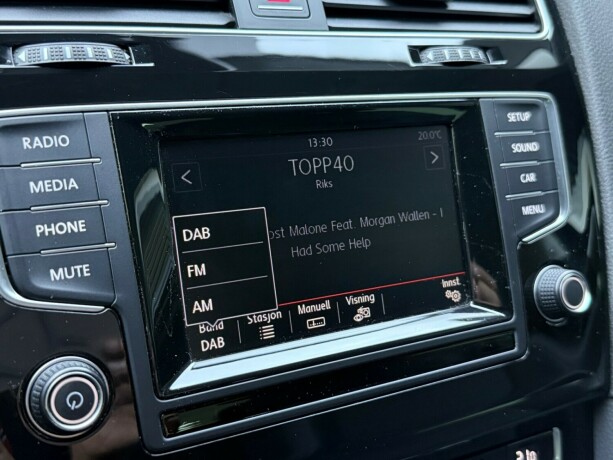 RADIO
MEDIA
PHONE
MUTE
13:30
20.0°C
TOPP40
Riks
ost Malone Feat. Morgan Wallen - I
Had Some Help
DAB
FM
AM
Band
DAB
Stasjon
Manuell
Visning
Innst.
SETUP
SOUND
CAR
MENU